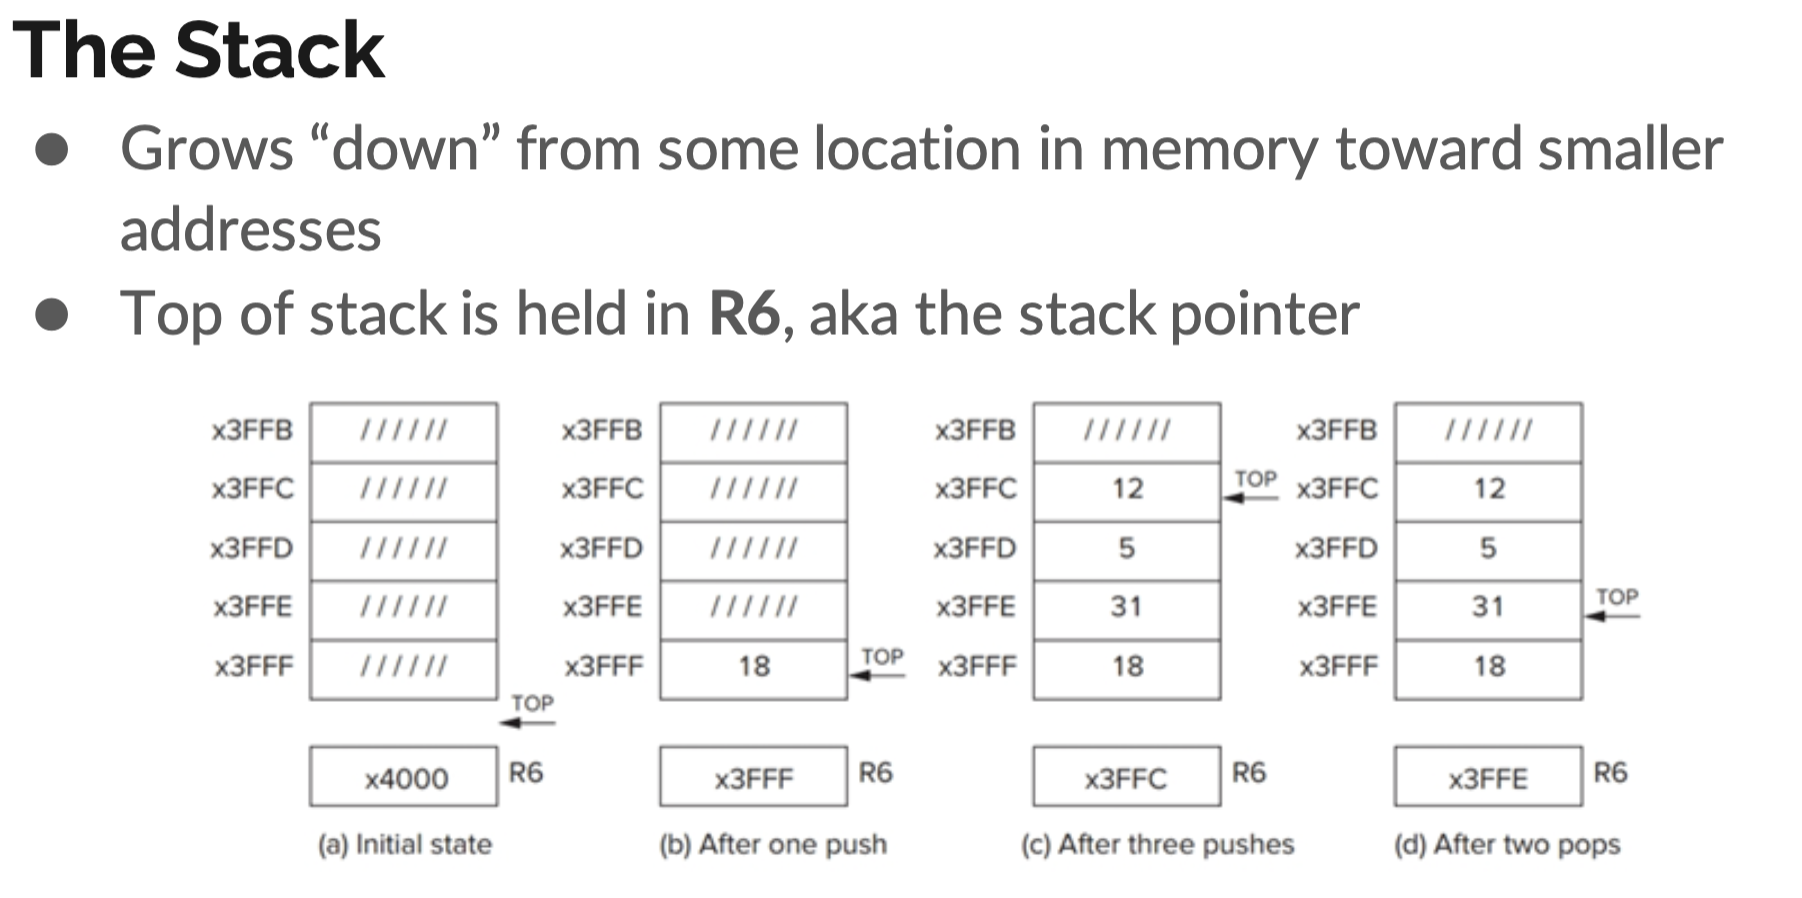 The Stack
● Grows “down” from some location in memory toward smaller
addresses
● Top of stack is held in R6, aka the stack pointer
x3FFB ////// x3FFB ////// x3FFB ////// x3FFB //////
x3FFC ////// x3FFC ////// x3FFC 12 TOP x3FFC 12
x3FFD ////// x3FFD ////// x3FFD 5 x3FFD 5
x3FFE ////// x3FFE ////// x3FFE 31 x3FFE 31 TOP
x3FFF ////// x3FFF 18 TOP x3FFF 18 x3FFF 18
TOP
x4000 R6 x3FFF R6 x3FFC R6 x3FFE R6
(a) Initial state (b) After one push (c) After three pushes (d) After two pops